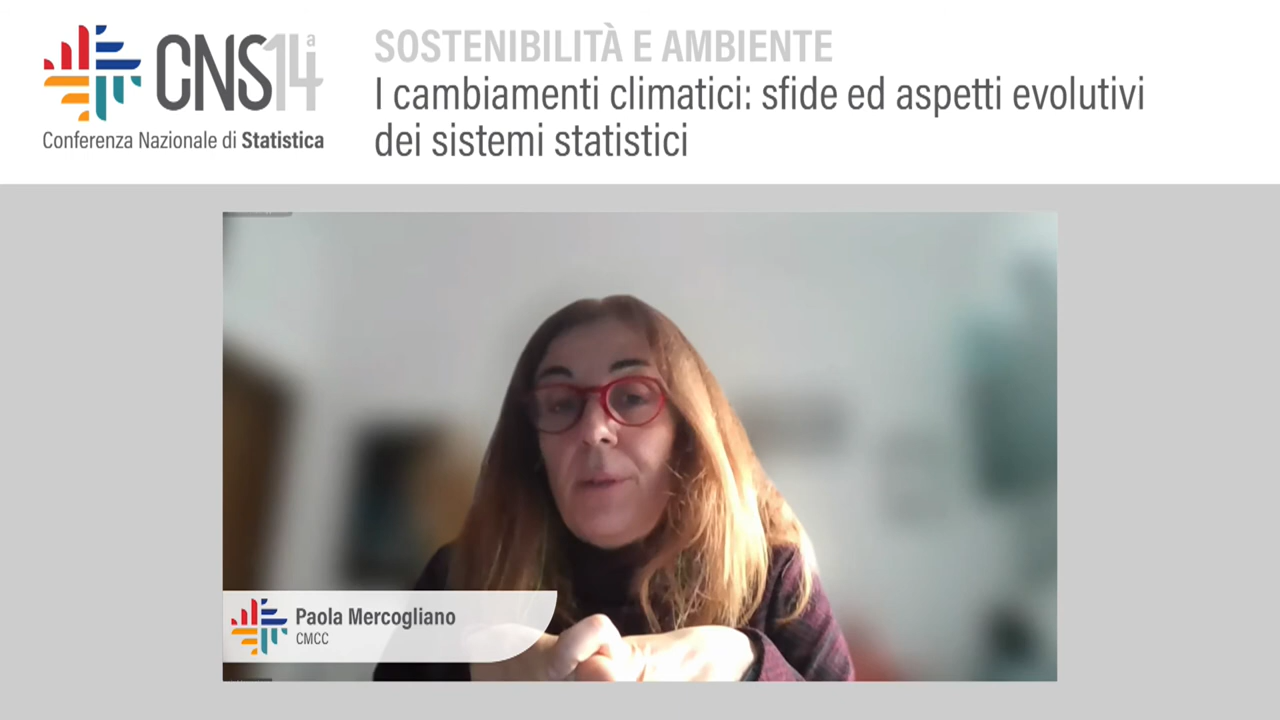 CNS14ª
Conferenza Nazionale di Statistica
SOSTENIBILITÀ E AMBIENTE
I cambiamenti climatici: sfide ed aspetti evolutivi
dei sistemi statistici
Paola Mercogliano
CMCC